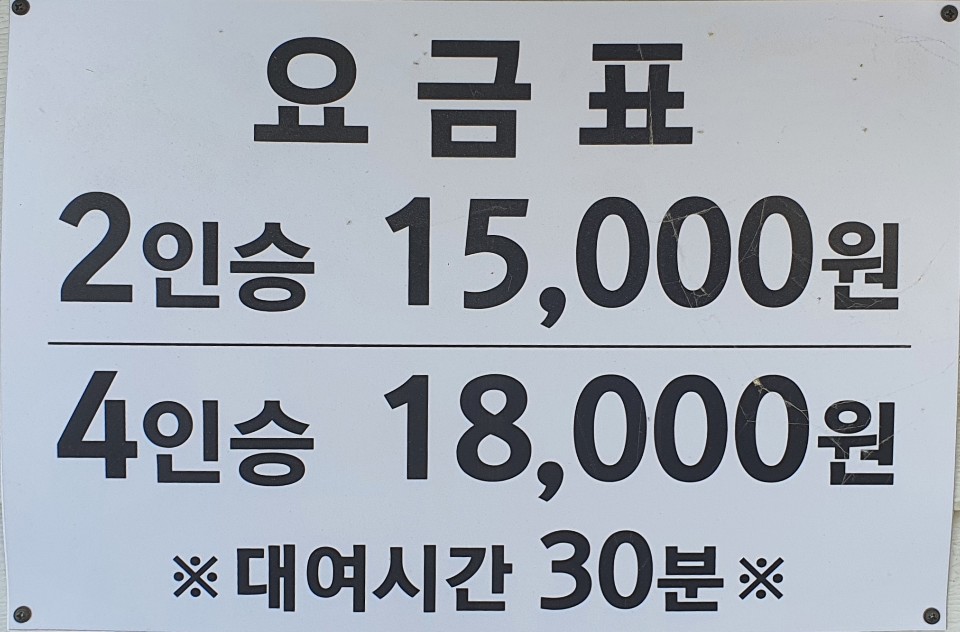 요금표
2인승 15,000원
4인승 18,000원
※대여시간 30분※